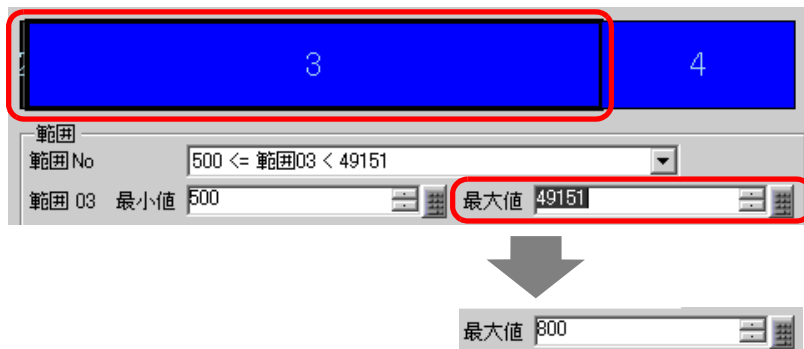 3 4
範囲
範囲No 500 <= 範囲03 < 49151
範囲 03 最小値 500 最大値 49151
最大値 800